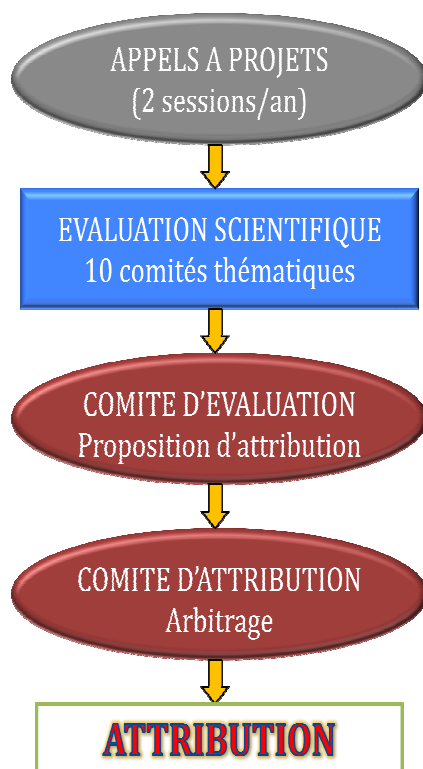 APPELS A PROJETS
(2 sessions/an)
EVALUATION SCIENTIFIQUE
10 comités thématiques
COMITE D’EVALUATION
Proposition d’attribution
COMITE D’ATTRIBUTION
Arbitrage
ATTRIBUTION